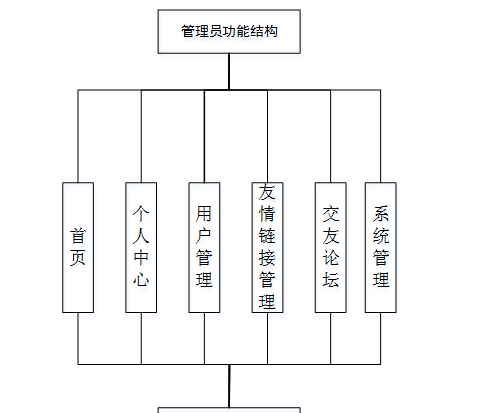 管理员功能结构
首页
个人中心
用户管理
友情链接管理
交友论坛
系统管理